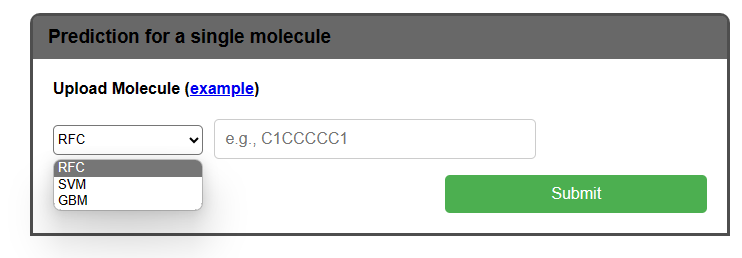 Prediction for a single molecule
Upload Molecule (example)
RFC
e.g., C1CCCCC1
RFC
SVM
GBM
Submit